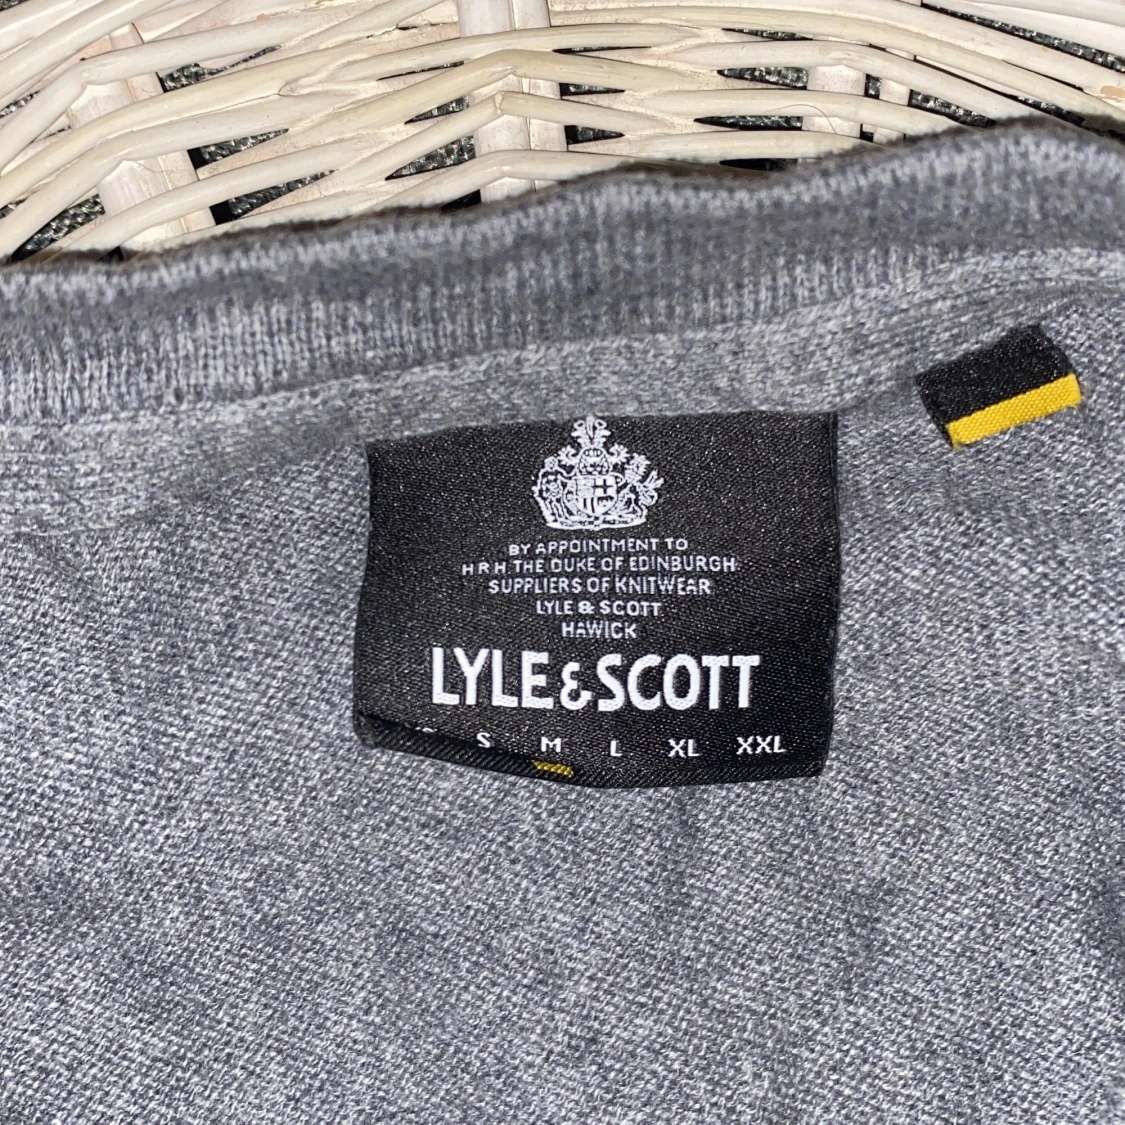 BY APPOINTMENT TO
H R H THE DUKE OF EDINBURGH
SUPPLIERS OF KNITWEAR
LYLE & SCOTT
HAWICK
LYLE & SCOTT
S M L XL XXL